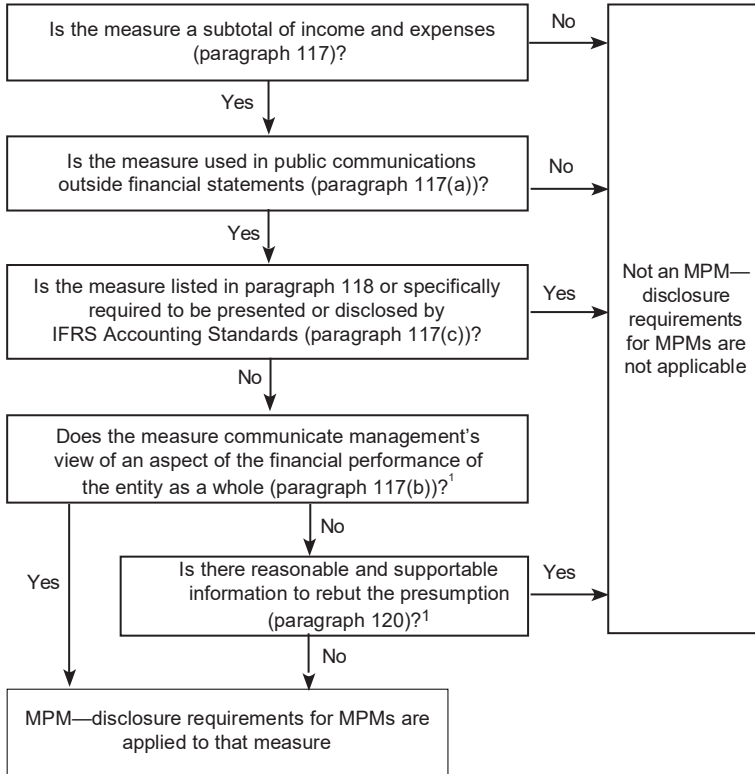 Is the measure a subtotal of income and expenses
(paragraph 117)?
No
Yes
Is the measure used in public communications
outside financial statements (paragraph 117(a))?
No
Yes
Is the measure listed in paragraph 118 or specifically
required to be presented or disclosed by
IFRS Accounting Standards (paragraph 117(c))?
Yes
Not an MPM—
disclosure
requirements
for MPMs are
not applicable
No
Does the measure communicate management’s
view of an aspect of the financial performance of
the entity as a whole (paragraph 117(b))?¹
No
Yes
Is there reasonable and supportable
information to rebut the presumption
(paragraph 120)?¹
Yes
No
MPM—disclosure requirements for MPMs are
applied to that measure